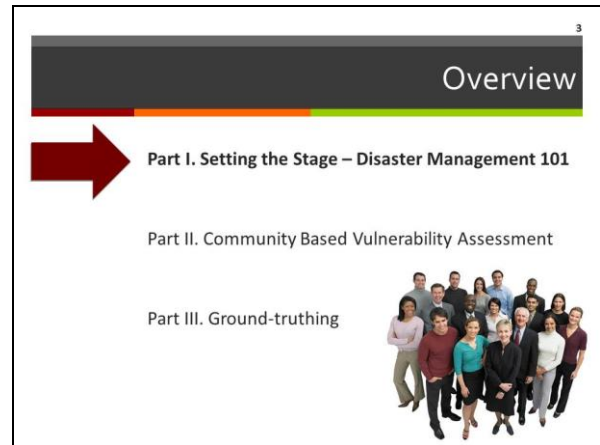 3
Overview
Part I. Setting the Stage – Disaster Management 101
Part II. Community Based Vulnerability Assessment
Part III. Ground-truthing